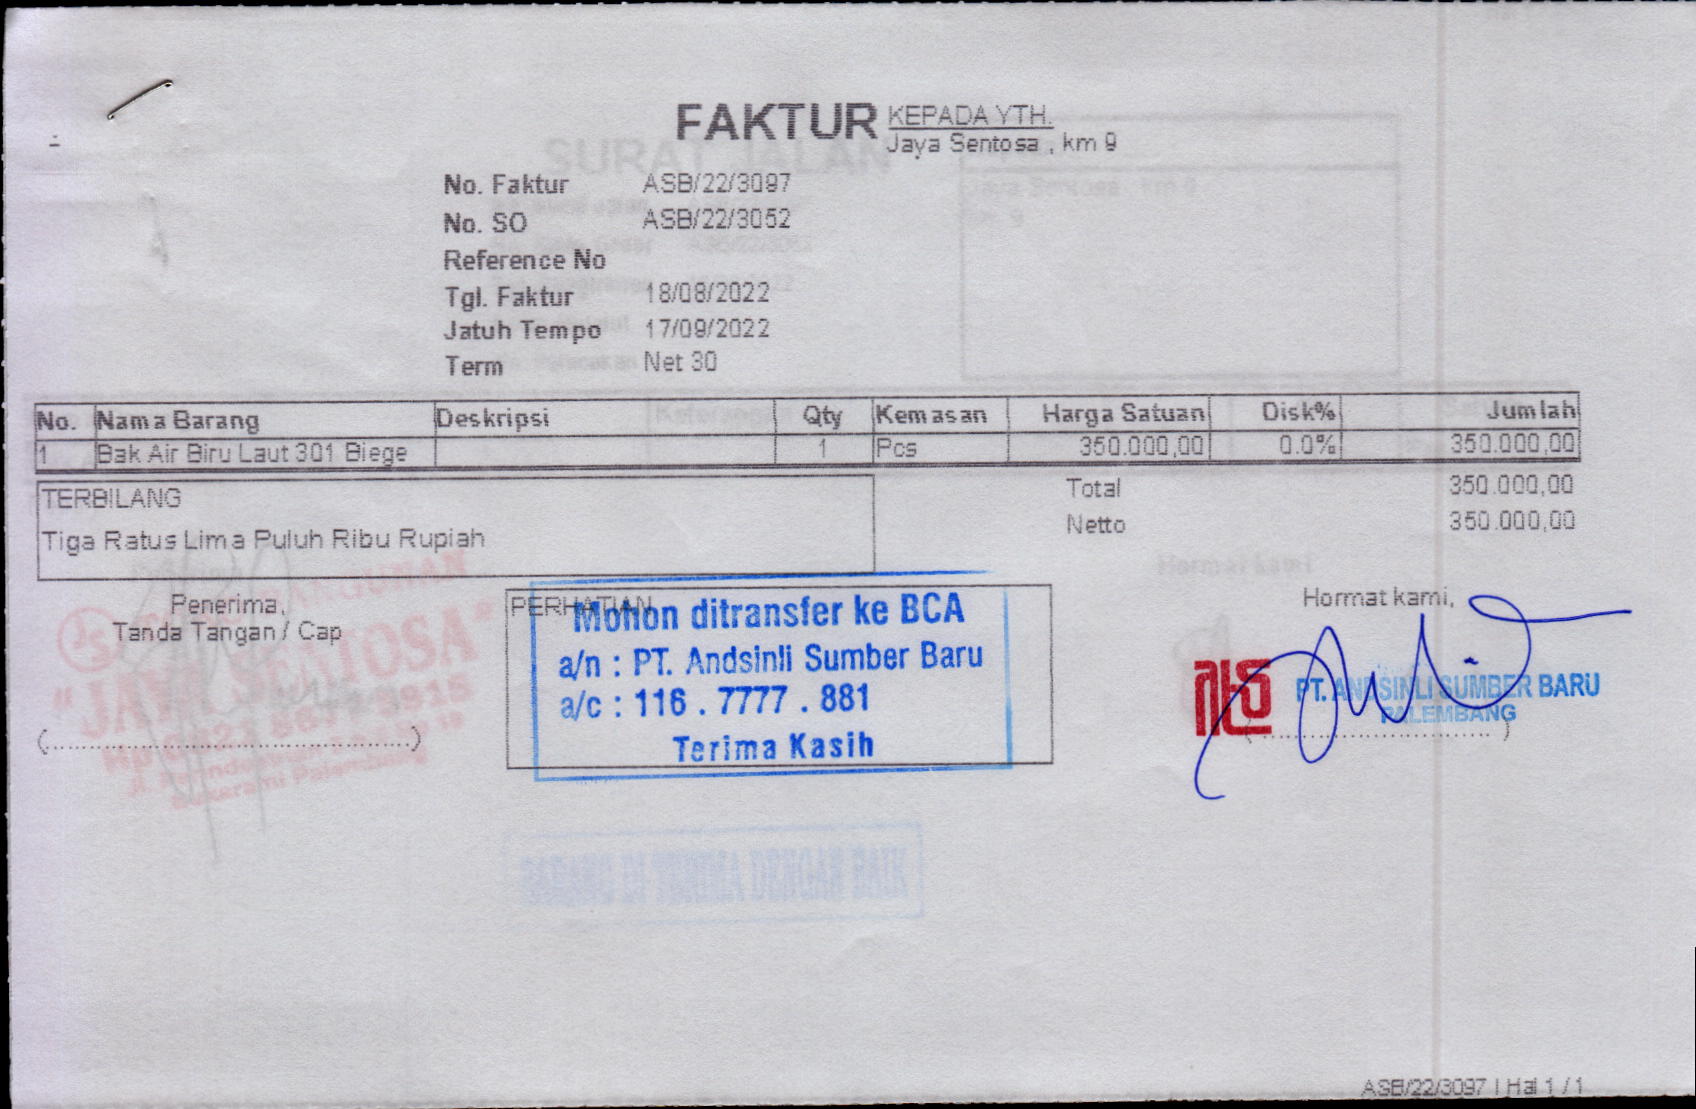 FAKTUR
KEPADA YTH.
Jaya Sentosa , km 9
SURAT JALAN
No. Faktur ASB/22/3097
No. SO ASB/22/3052
Reference No
Tgl. Faktur 18/08/2022
Jatuh Tempo 17/09/2022
Term Net 30
No. Nama Barang Deskripsi Qty Kemasan Harga Satuan Disk% Jumlah
1 Bak Air Biru Laut 301 Biege 1 Pcs 350.000,00 0.0% 350.000,00
TERBILANG
Tiga Ratus Lima Puluh Ribu Rupiah
Total 350.000,00
Netto 350.000,00
Penerima,
Tanda Tangan / Cap
(..........................................)
JS
"JAYA SENTOSA"
PERHATIAN
Mohon ditransfer ke BCA
a/n : PT. Andsinli Sumber Baru
a/c : 116 . 7777 . 881
Terima Kasih
Hormat kami,
PT. ANDSINLI SUMBER BARU
PALEMBANG
(..............................)
BARANG DI TERIMA DENGAN BAIK
ASB/22/3097 | Hal 1 / 1